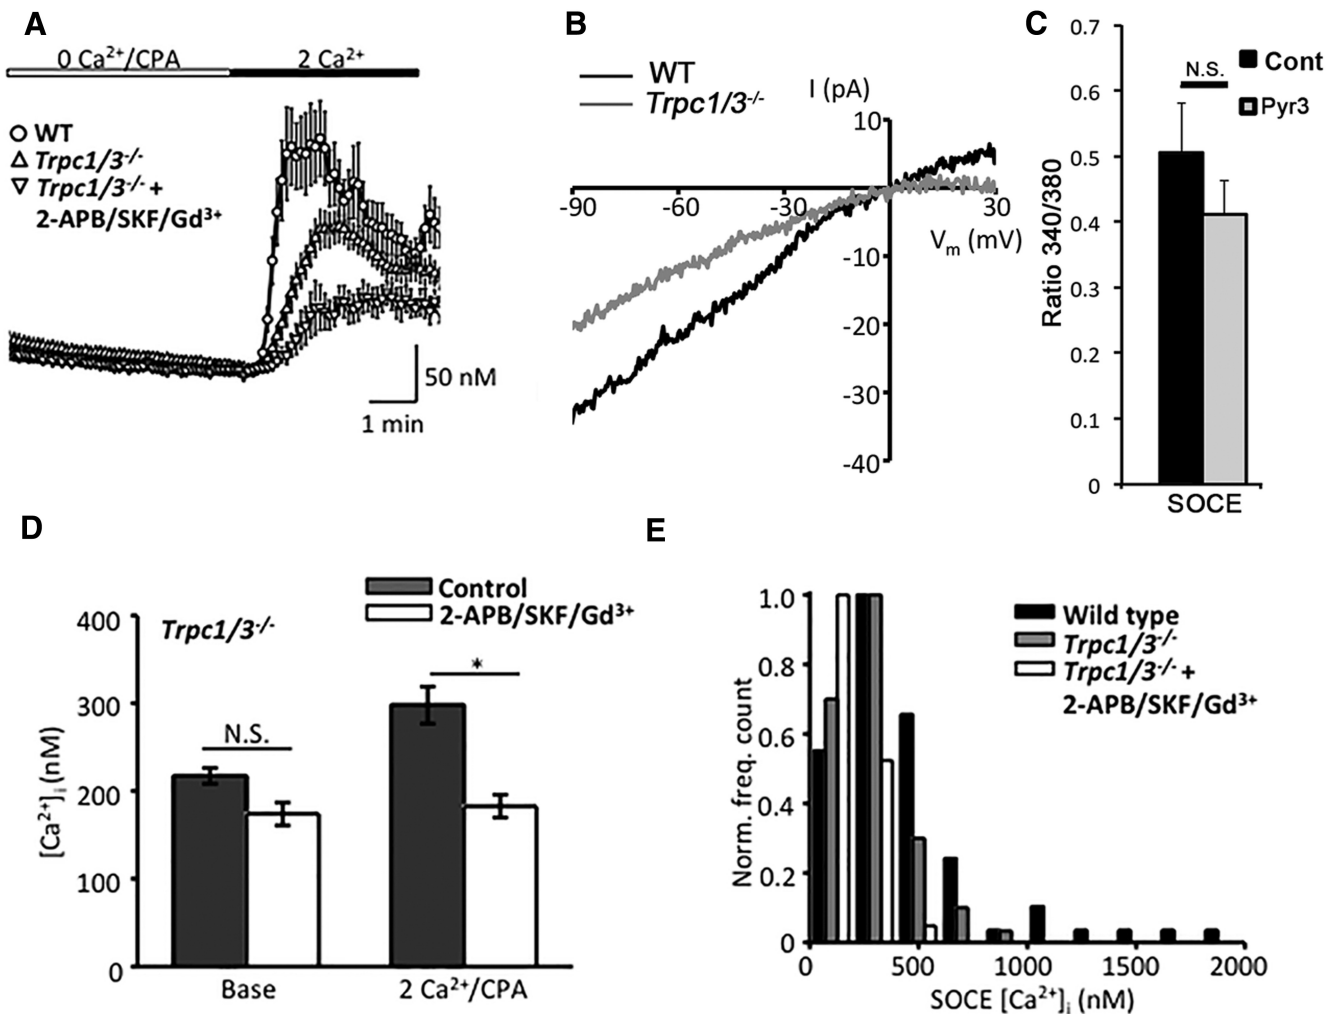 A
0 Ca²⁺/CPA
2 Ca²⁺
WT
Trpc1/3⁻/⁻
Trpc1/3⁻/⁻ +
2-APB/SKF/Gd³⁺
50 nM
1 min
B
WT
Trpc1/3⁻/⁻
I (pA)
10
-90
-60
-30
30
Vₘ (mV)
-10
-20
-30
-40
C
0.7
0.6
0.5
0.4
0.3
0.2
0.1
0
Ratio 340/380
N.S.
Cont
Pyr3
SOCE
D
Control
2-APB/SKF/Gd³⁺
Trpc1/3⁻/⁻
400
300
200
100
0
[Ca²⁺]ᵢ (nM)
N.S.
*
Base
2 Ca²⁺/CPA
E
Wild type
Trpc1/3⁻/⁻
Trpc1/3⁻/⁻ +
2-APB/SKF/Gd³⁺
1.0
0.8
0.6
0.4
0.2
0
Norm. freq. count
0
500
1000
1500
2000
SOCE [Ca²⁺]ᵢ (nM)